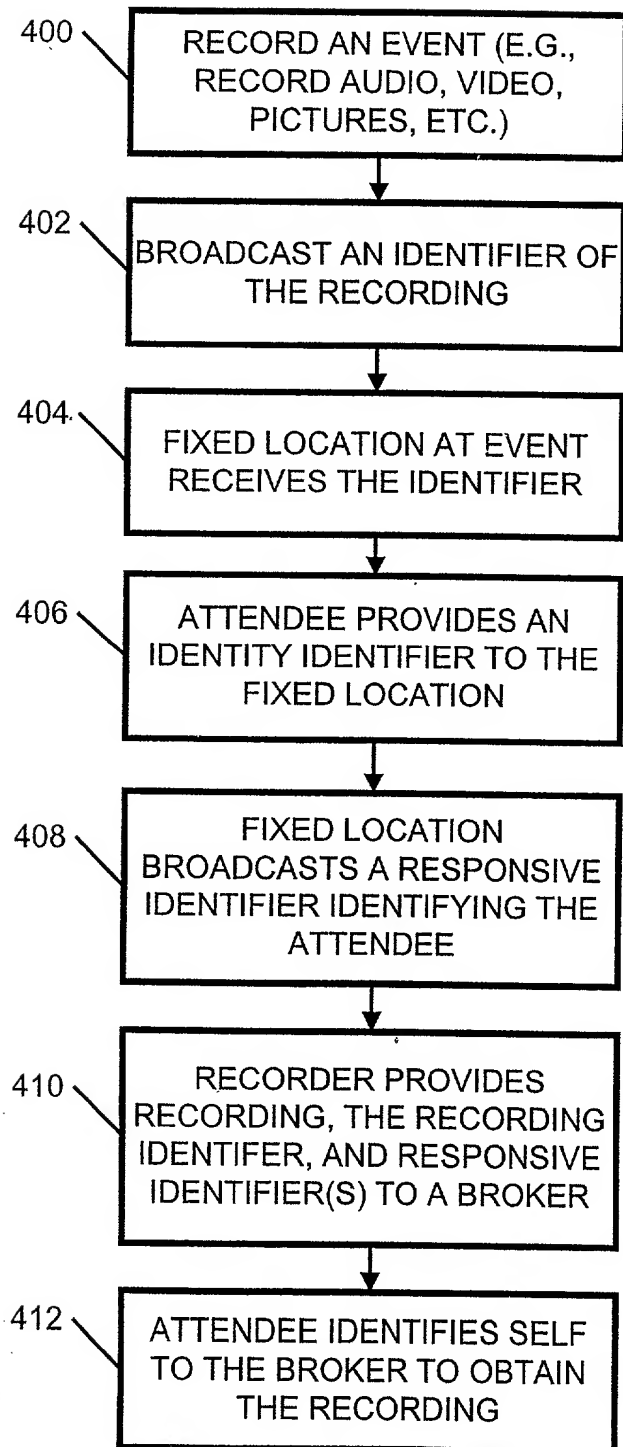 400
RECORD AN EVENT (E.G.,
RECORD AUDIO, VIDEO,
PICTURES, ETC.)
402
BROADCAST AN IDENTIFIER OF
THE RECORDING
404
FIXED LOCATION AT EVENT
RECEIVES THE IDENTIFIER
406
ATTENDEE PROVIDES AN
IDENTITY IDENTIFIER TO THE
FIXED LOCATION
408
FIXED LOCATION
BROADCASTS A RESPONSIVE
IDENTIFIER IDENTIFYING THE
ATTENDEE
410
RECORDER PROVIDES
RECORDING, THE RECORDING
IDENTIFER, AND RESPONSIVE
IDENTIFIER(S) TO A BROKER
412
ATTENDEE IDENTIFIES SELF
TO THE BROKER TO OBTAIN
THE RECORDING